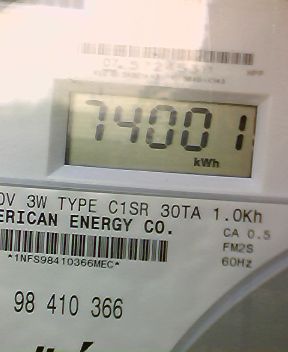 74001
kWh
0V 3W TYPE C1SR 30TA 1.0Kh
ERICAN ENERGY CO.
CA 0.5
FM2S
*1NFS98410366MEC*
60Hz
98 410 366